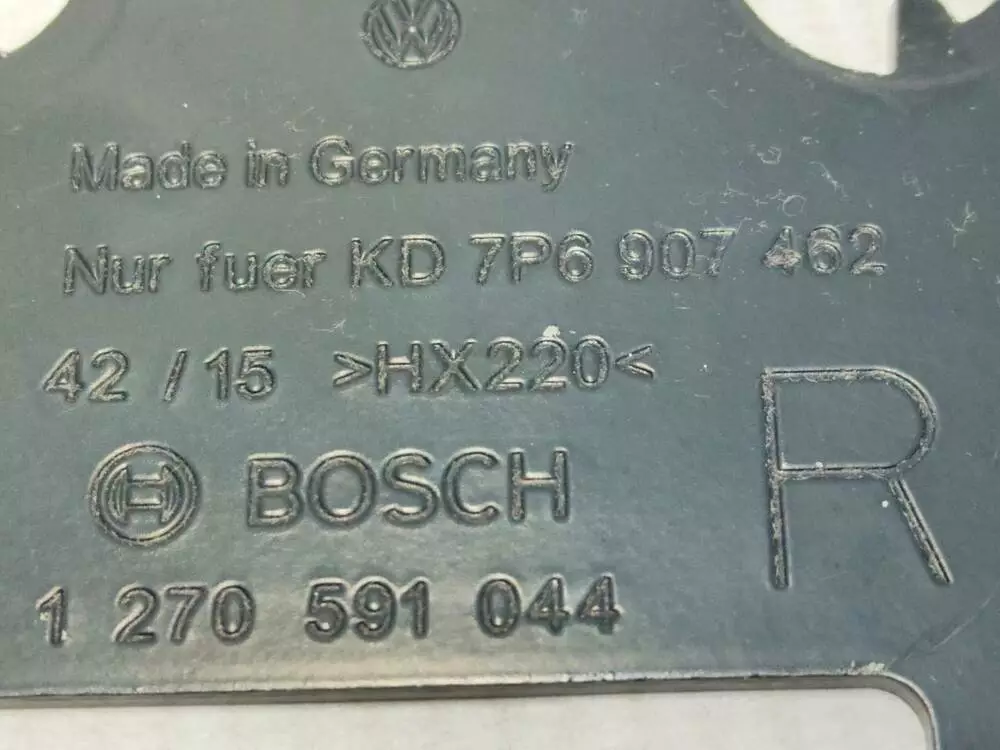 Made in Germany
Nur fuer KD 7P6 907 462
42 / 15 >HX220<
BOSCH
1 270 591 044
R